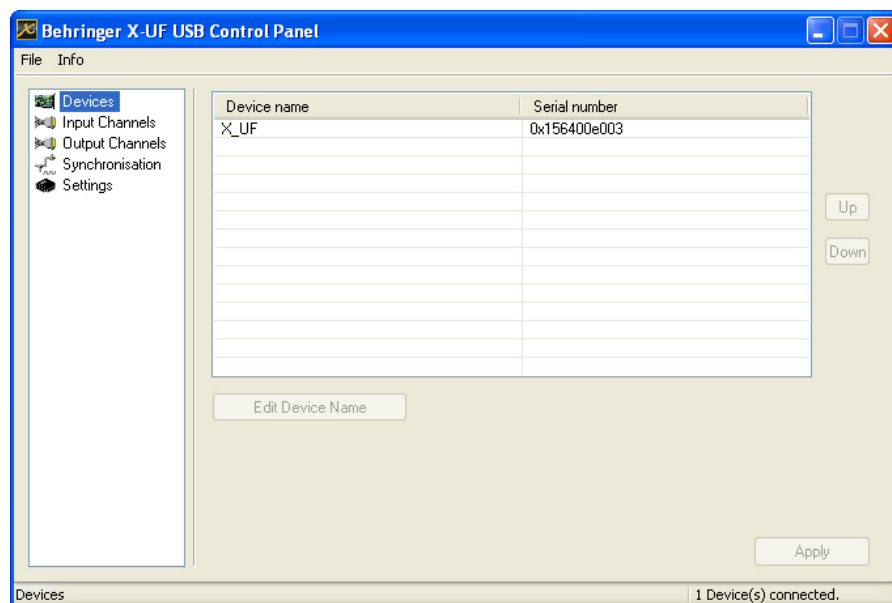 Behringer X-UF USB Control Panel
File Info
Devices
Input Channels
Output Channels
Synchronisation
Settings
Device name Serial number
X_UF 0x156400e003
Up
Down
Edit Device Name
Apply
Devices 1 Device(s) connected.